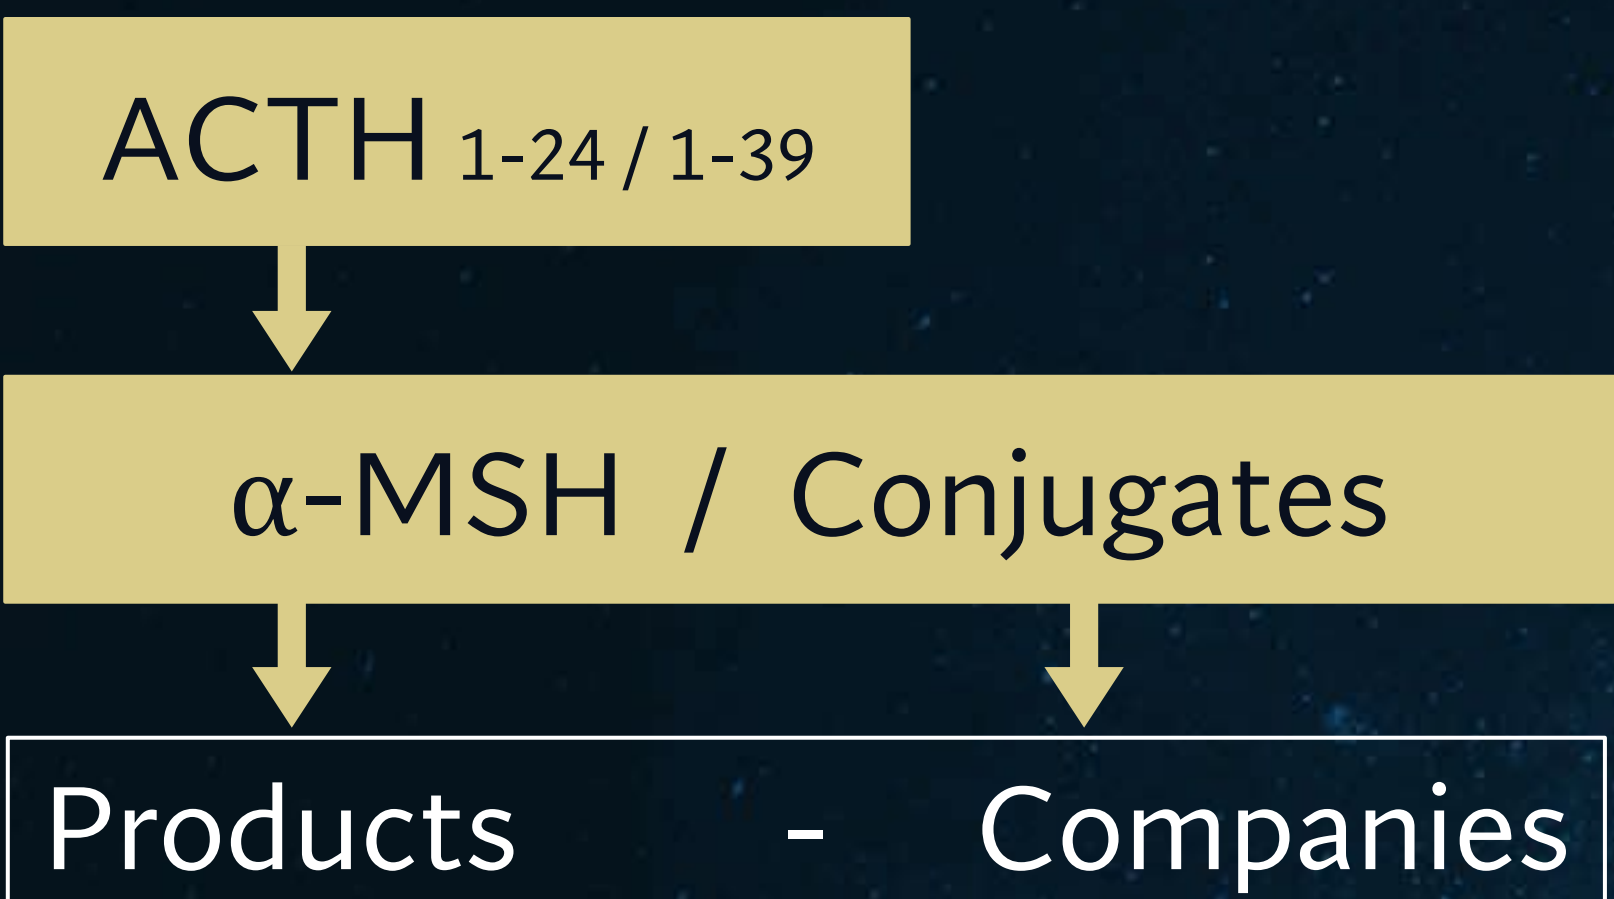 ACTH 1-24 / 1-39
α-MSH / Conjugates
Products - Companies